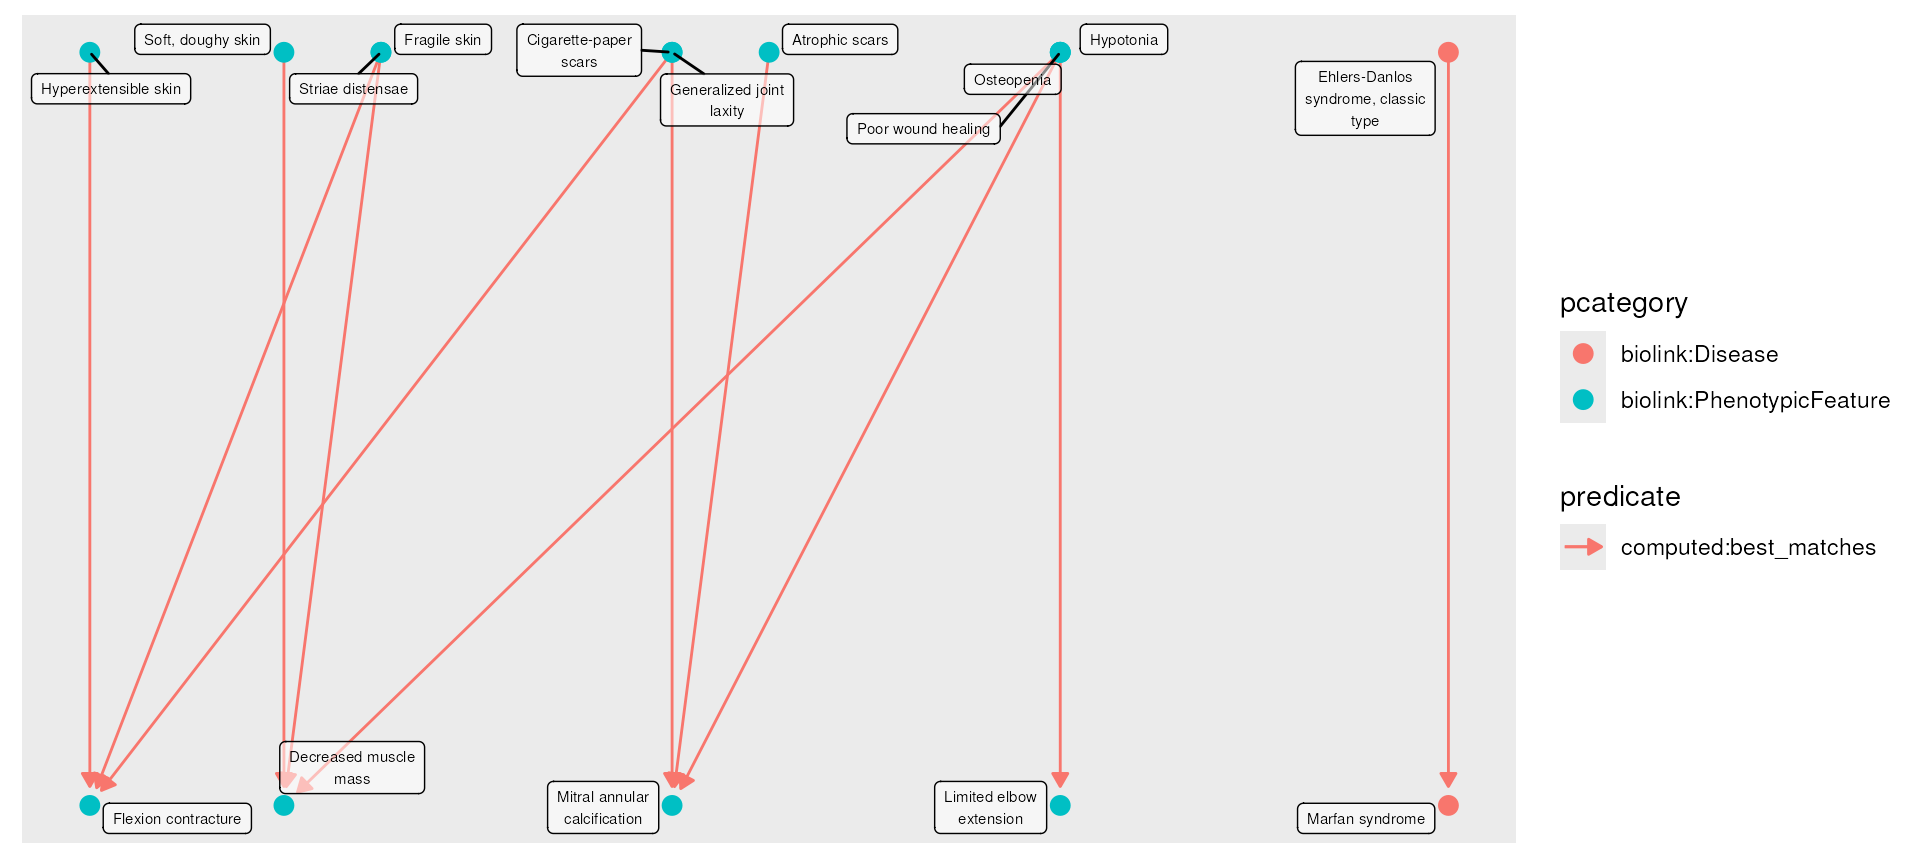 Soft, doughy skin
Fragile skin
Cigarette-paper
scars
Atrophic scars
Hypotonia
Hyperextensible skin
Striae distensae
Generalized joint
laxity
Osteopenia
Poor wound healing
Ehlers-Danlos
syndrome, classic
type
Decreased muscle
mass
Flexion contracture
Mitral annular
calcification
Limited elbow
extension
Marfan syndrome
pcategory
biolink:Disease
biolink:PhenotypicFeature
predicate
computed:best_matches